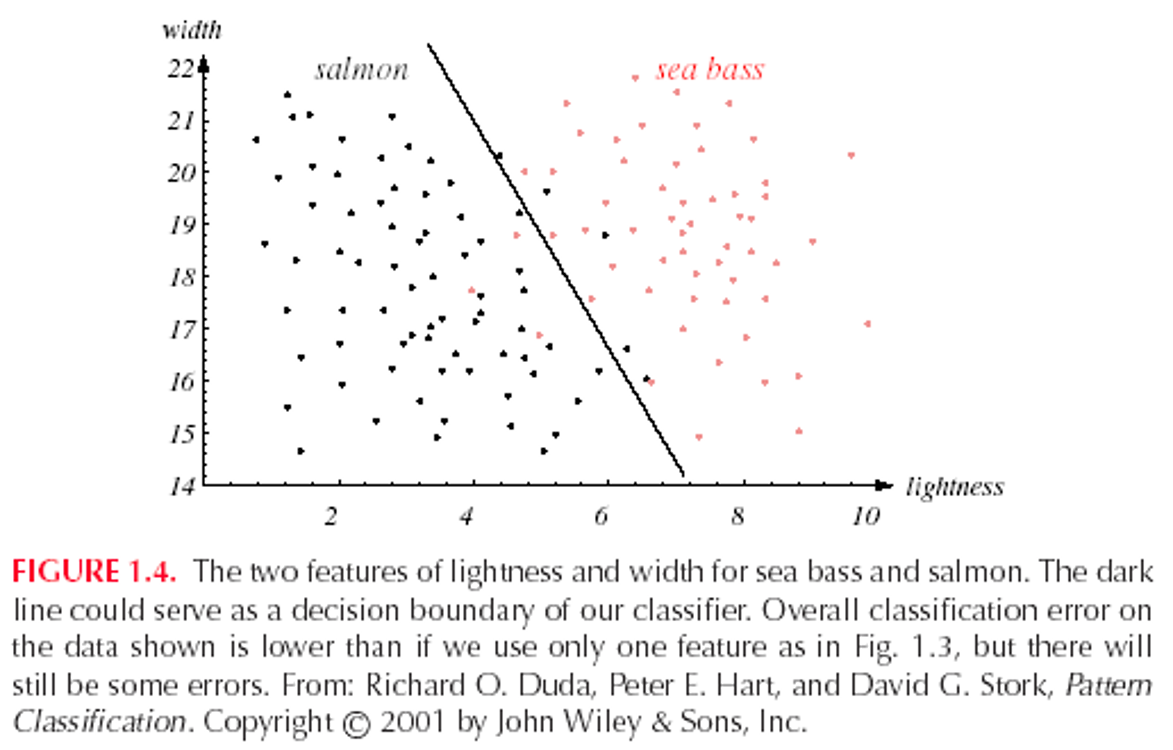 width
22
salmon
sea bass
21
20
19
18
17
16
15
14
lightness
2 4 6 8 10
FIGURE 1.4. The two features of lightness and width for sea bass and salmon. The dark
line could serve as a decision boundary of our classifier. Overall classification error on
the data shown is lower than if we use only one feature as in Fig. 1.3, but there will
still be some errors. From: Richard O. Duda, Peter E. Hart, and David G. Stork, Pattern
Classification. Copyright © 2001 by John Wiley & Sons, Inc.